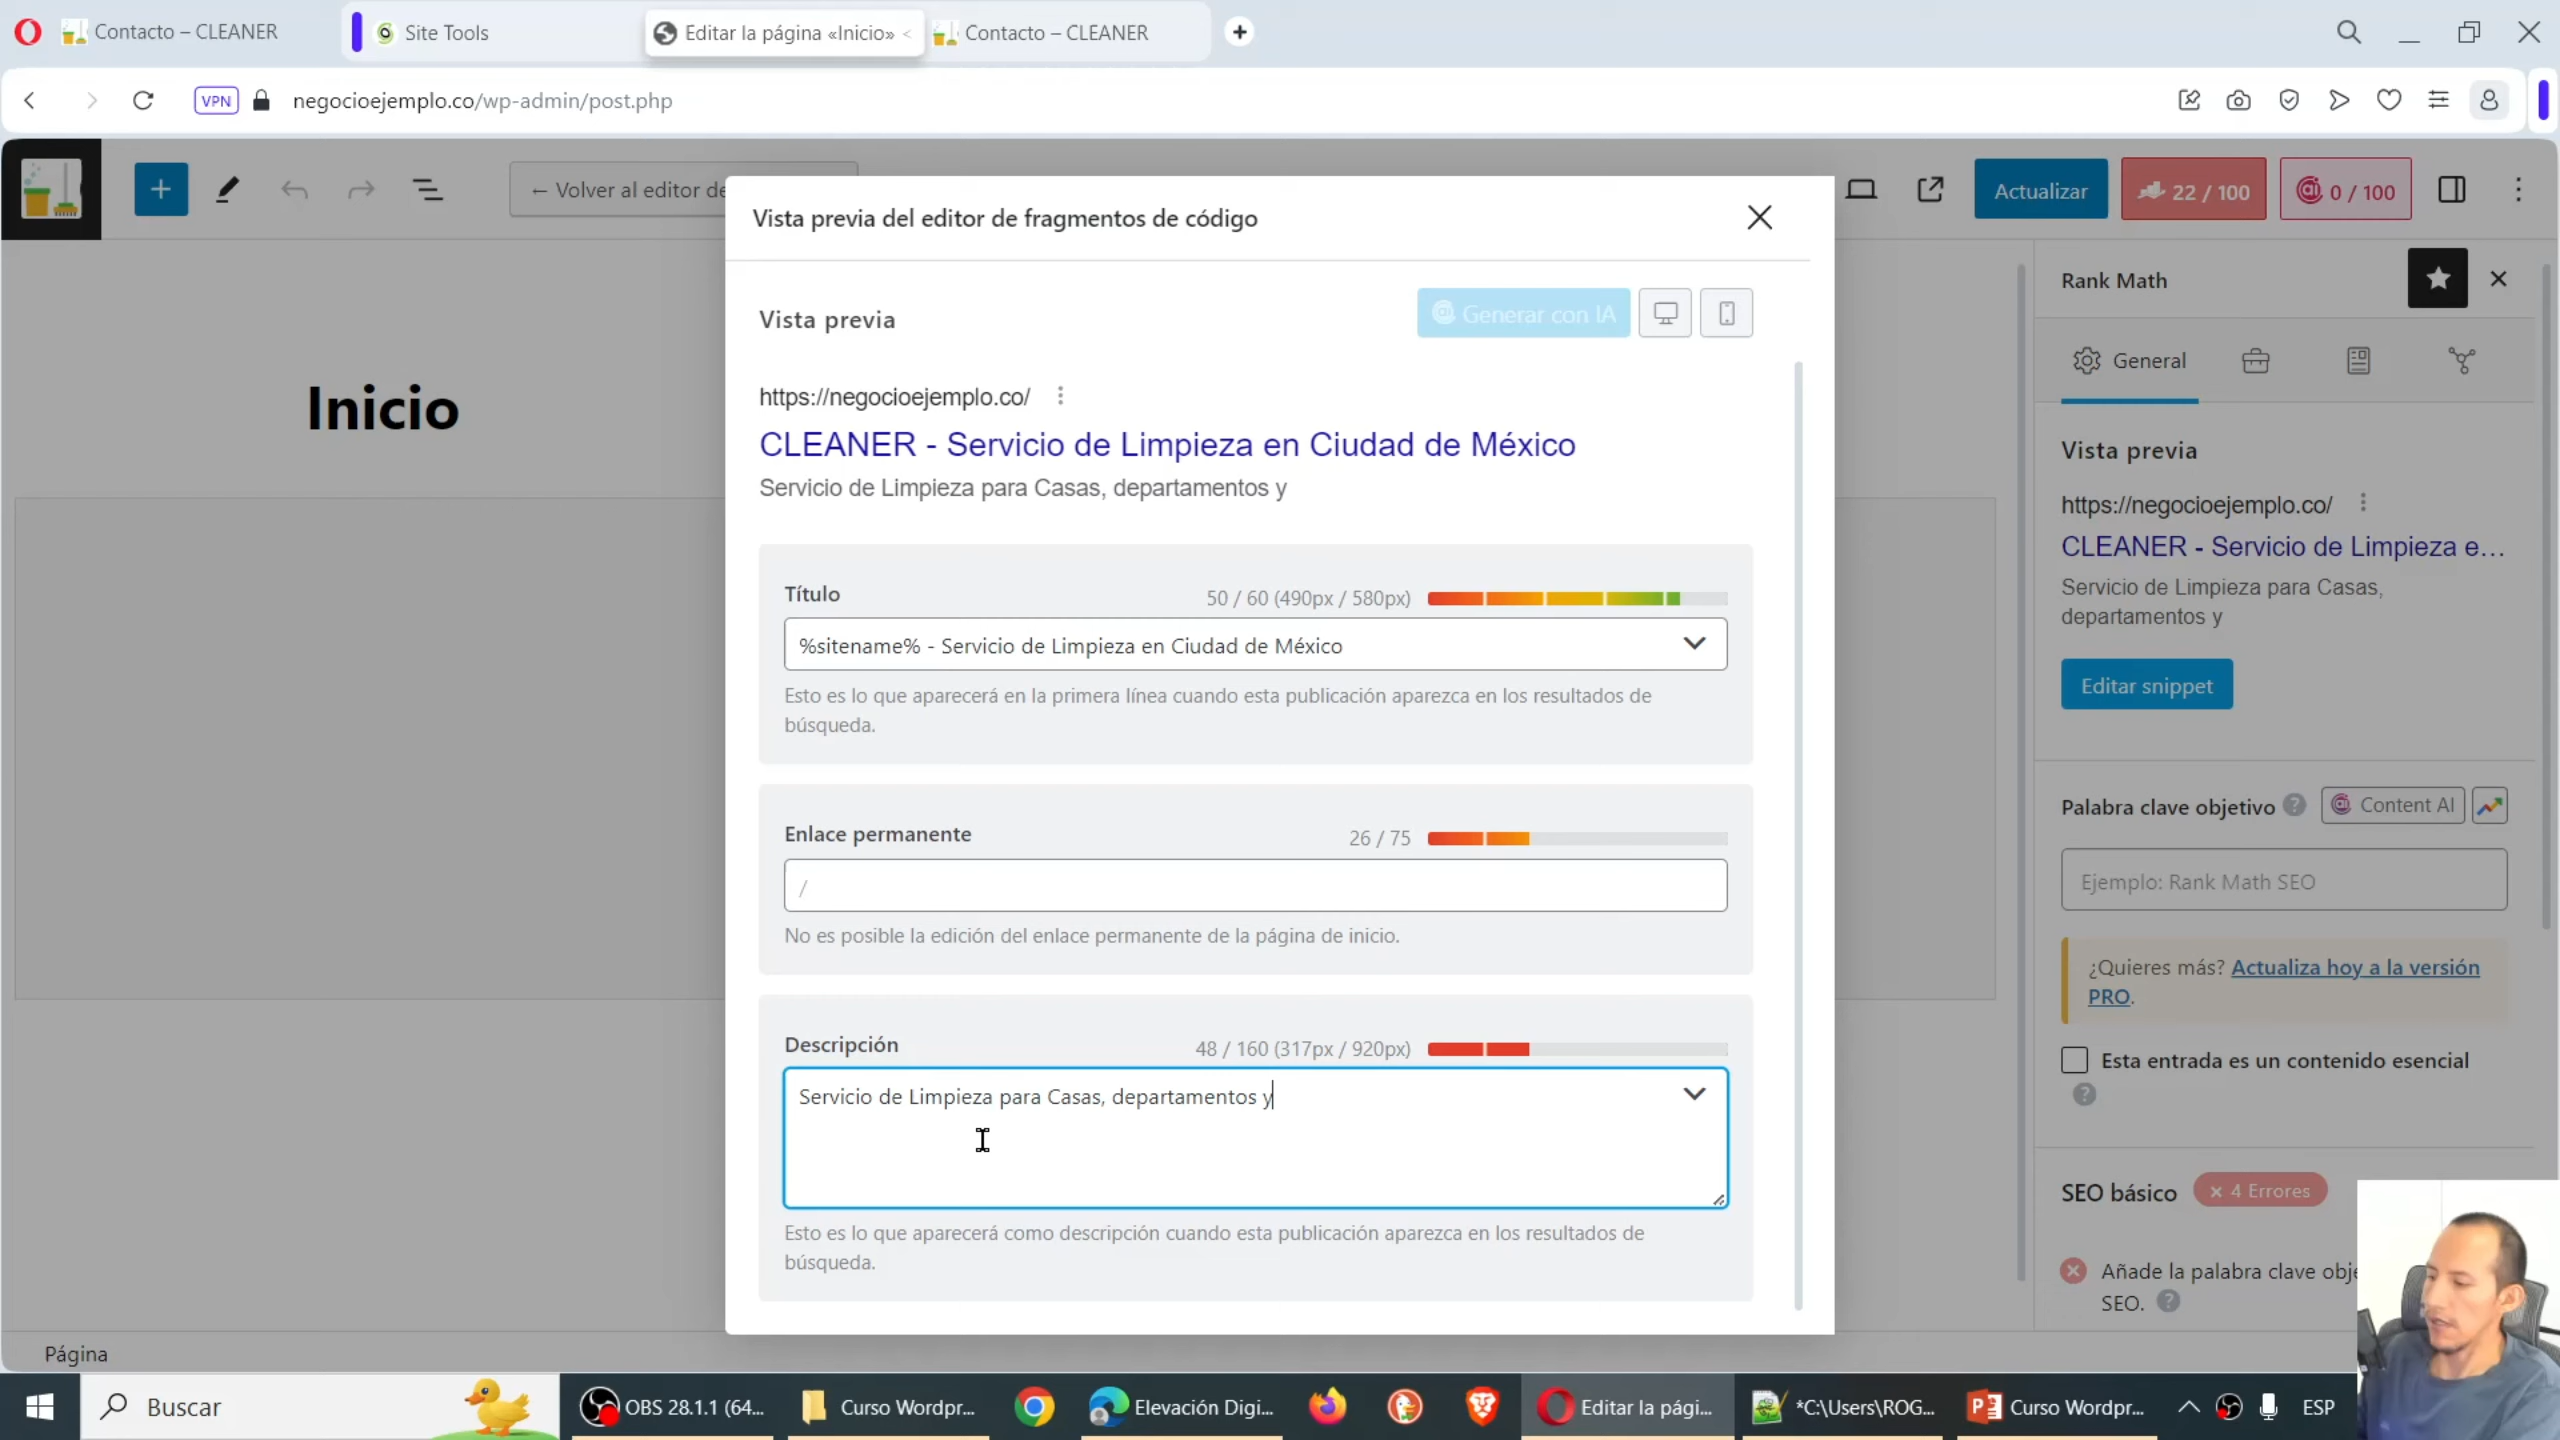 Contacto – CLEANER
Site Tools
Editar la página «Inicio» <
Contacto – CLEANER
VPN
negocioejemplo.co/wp-admin/post.php
← Volver al editor de
Actualizar
22 / 100
0 / 100
Inicio
Vista previa del editor de fragmentos de código
Vista previa
Generar con IA
https://negocioejemplo.co/
CLEANER - Servicio de Limpieza en Ciudad de México
Servicio de Limpieza para Casas, departamentos y
Título
50 / 60 (490px / 580px)
%sitename% - Servicio de Limpieza en Ciudad de México
Esto es lo que aparecerá en la primera línea cuando esta publicación aparezca en los resultados de
búsqueda.
Enlace permanente
26 / 75
/
No es posible la edición del enlace permanente de la página de inicio.
Descripción
48 / 160 (317px / 920px)
Servicio de Limpieza para Casas, departamentos y
Esto es lo que aparecerá como descripción cuando esta publicación aparezca en los resultados de
búsqueda.
Rank Math
General
Vista previa
https://negocioejemplo.co/
CLEANER - Servicio de Limpieza e...
Servicio de Limpieza para Casas,
departamentos y
Editar snippet
Palabra clave objetivo
Content AI
Ejemplo: Rank Math SEO
¿Quieres más? Actualiza hoy a la versión
PRO.
Esta entrada es un contenido esencial
SEO básico
× 4 Errores
Añade la palabra clave obje
SEO.
Página
Buscar
OBS 28.1.1 (64...
Curso Wordpr...
Elevación Digi...
Editar la pági...
*C:\Users\ROG...
Curso Wordpr...
ESP